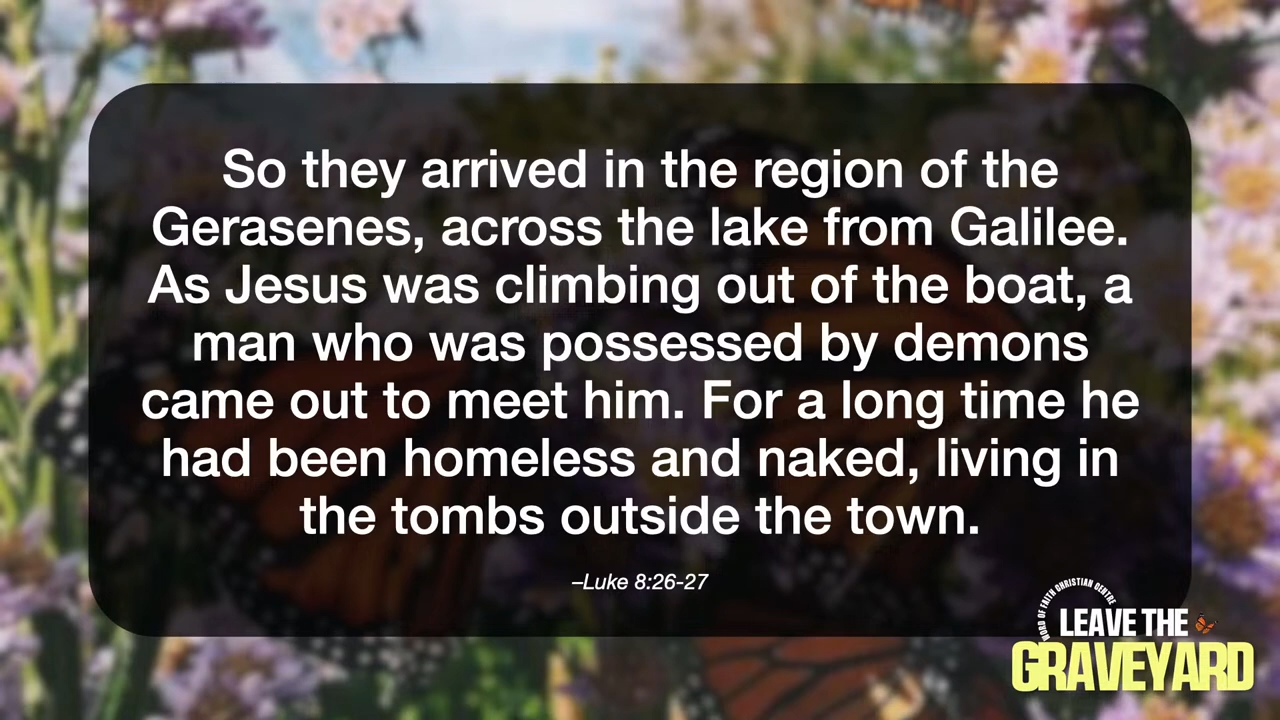 So they arrived in the region of the
Gerasenes, across the lake from Galilee.
As Jesus was climbing out of the boat, a
man who was possessed by demons
came out to meet him. For a long time he
had been homeless and naked, living in
the tombs outside the town.
–Luke 8:26-27
WORD OF FAITH CHRISTIAN CENTRE
LEAVE THE
GRAVEYARD